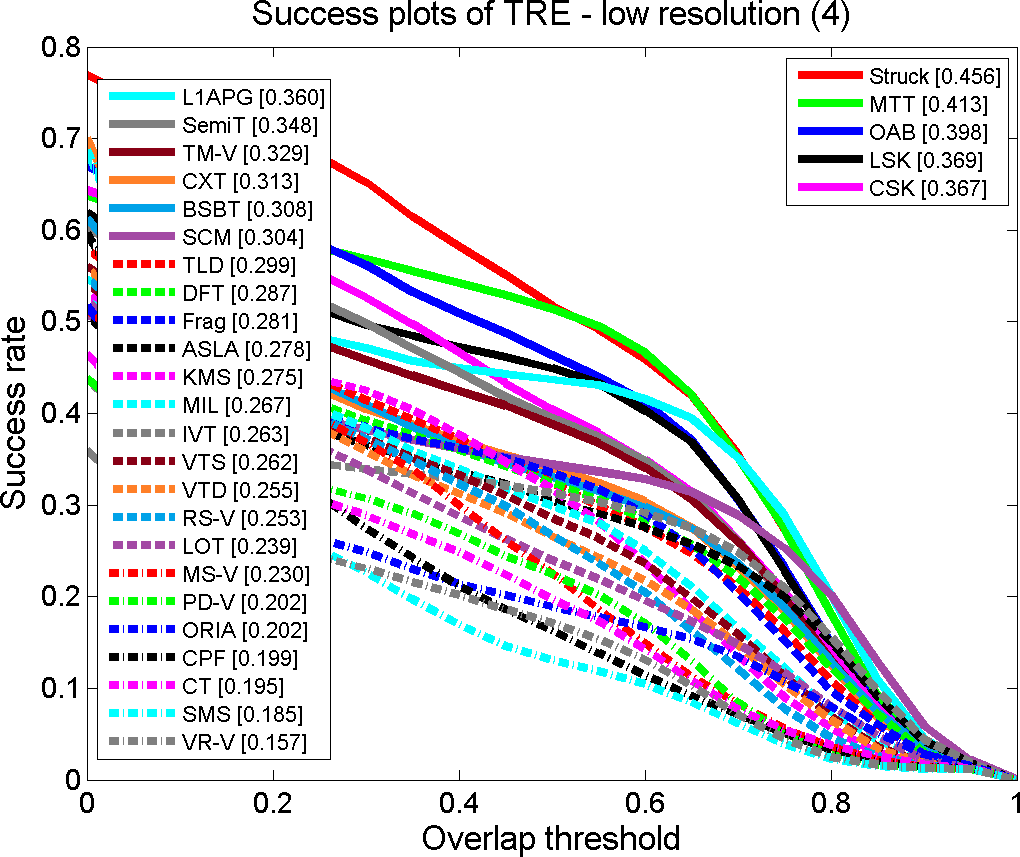 Success plots of TRE - low resolution (4)
Success rate
0.8
0.7
0.6
0.5
0.4
0.3
0.2
0.1
0
L1APG [0.360]
SemiT [0.348]
TM-V [0.329]
CXT [0.313]
BSBT [0.308]
SCM [0.304]
TLD [0.299]
DFT [0.287]
Frag [0.281]
ASLA [0.278]
KMS [0.275]
MIL [0.267]
IVT [0.263]
VTS [0.262]
VTD [0.255]
RS-V [0.253]
LOT [0.239]
MS-V [0.230]
PD-V [0.202]
ORIA [0.202]
CPF [0.199]
CT [0.195]
SMS [0.185]
VR-V [0.157]
Struck [0.456]
MTT [0.413]
OAB [0.398]
LSK [0.369]
CSK [0.367]
0 0.2 0.4 0.6 0.8 1
Overlap threshold